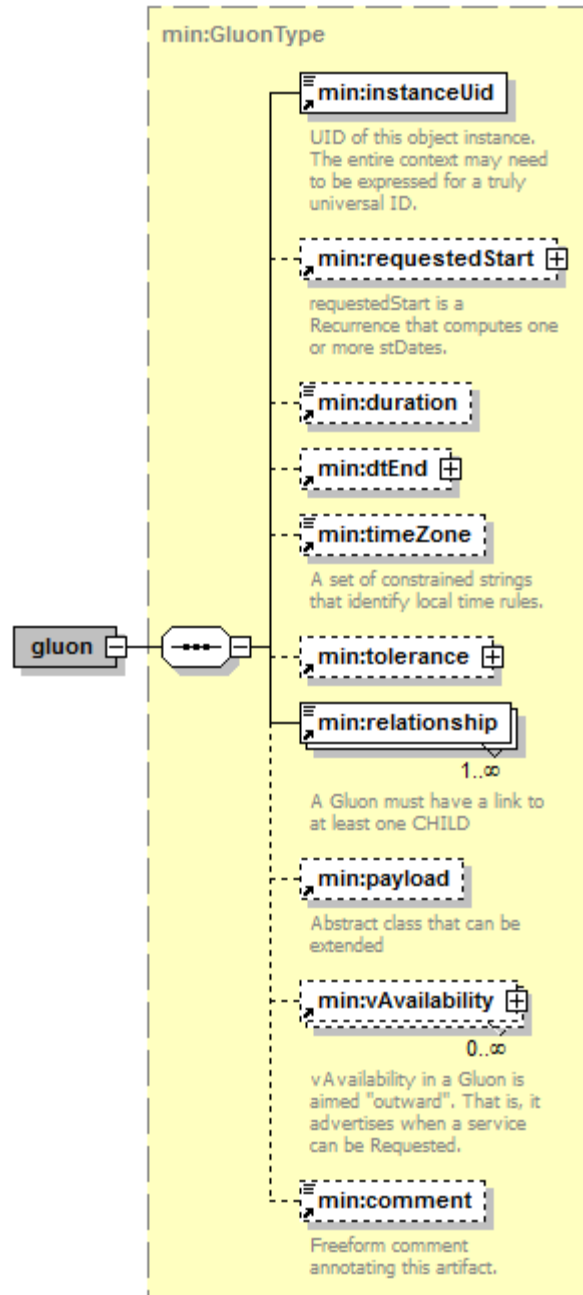 min:GluonType
min:instanceUid
UID of this object instance.
The entire context may need
to be expressed for a truly
universal ID.
min:requestedStart
requestedStart is a
Recurrence that computes one
or more stDates.
min:duration
min:dtEnd
min:timeZone
A set of constrained strings
that identify local time rules.
gluon
min:tolerance
min:relationship
1..∞
A Gluon must have a link to
at least one CHILD
min:payload
Abstract class that can be
extended
min:vAvailability
0..∞
vAvailability in a Gluon is
aimed "outward". That is, it
advertises when a service
can be Requested.
min:comment
Freeform comment
annotating this artifact.